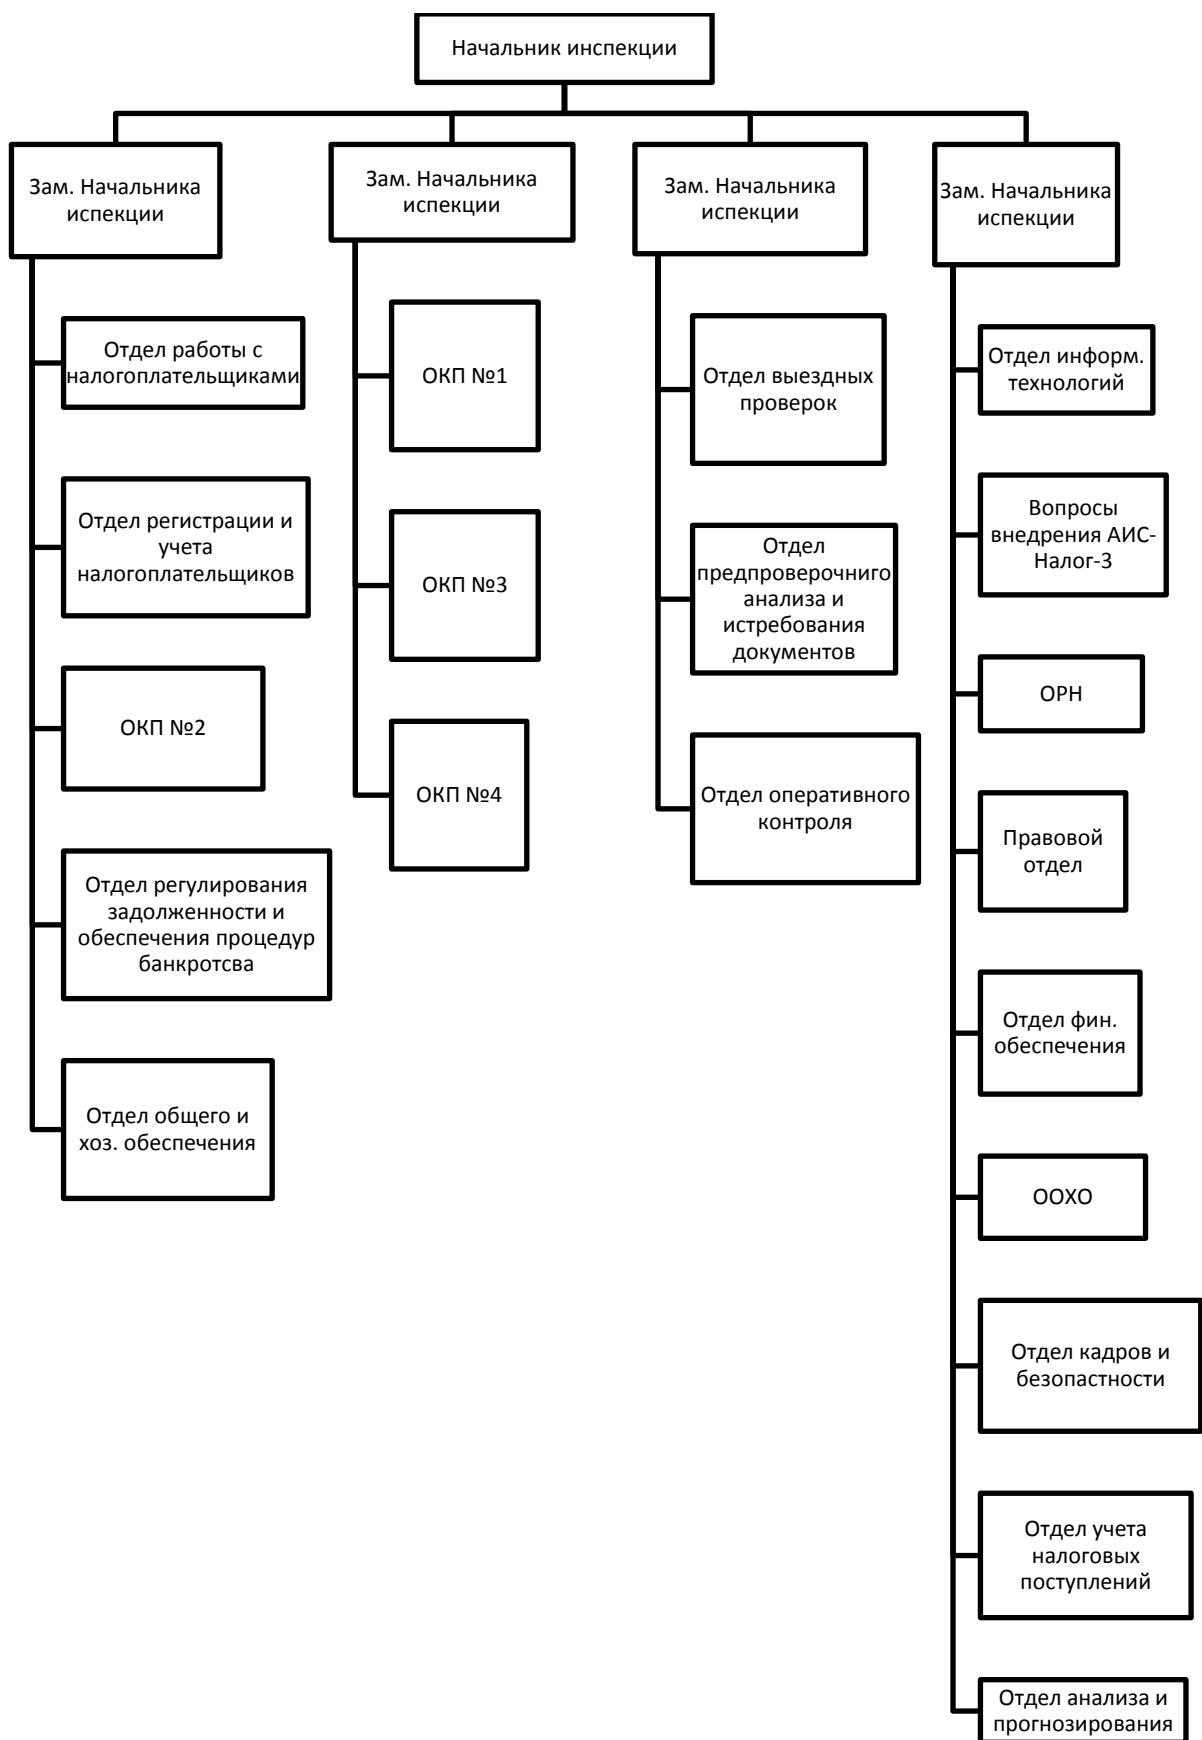 Начальник инспекции
Зам. Начальника
испекции
Отдел работы с
налогоплательщиками
Отдел регистрации и
учета
налогоплательщиков
ОКП №2
Отдел регулирования
задолженности и
обеспечения процедур
банкротсва
Отдел общего и
хоз. обеспечения
Зам. Начальника
испекции
ОКП №1
ОКП №3
ОКП №4
Зам. Начальника
испекции
Отдел выездных
проверок
Отдел
предпроверочниго
анализа и
истребования
документов
Отдел оперативного
контроля
Зам. Начальника
испекции
Отдел информ.
технологий
Вопросы
внедрения АИС-
Налог-3
ОРН
Правовой
отдел
Отдел фин.
обеспечения
ООХО
Отдел кадров и
безопастности
Отдел учета
налоговых
поступлений
Отдел анализа и
прогнозирования